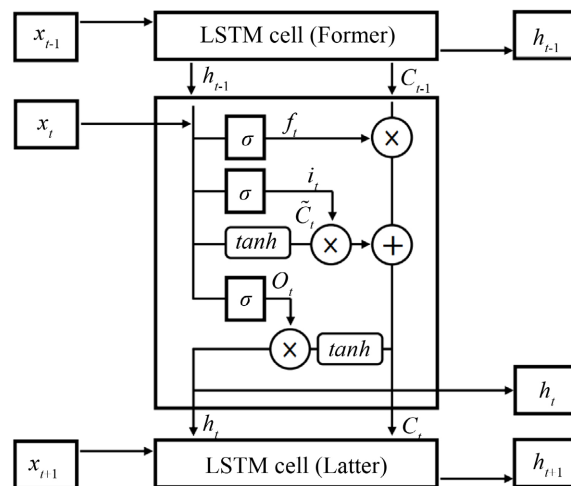 x_{t-1} LSTM cell (Former) h_{t-1}
h_{t-1} C_{t-1}
x_t
σ f_t ×
σ i_t
C̃_t
tanh × +
O_t
σ
× tanh
h_t
h_t C_t
x_{t+1} LSTM cell (Latter) h_{t+1}